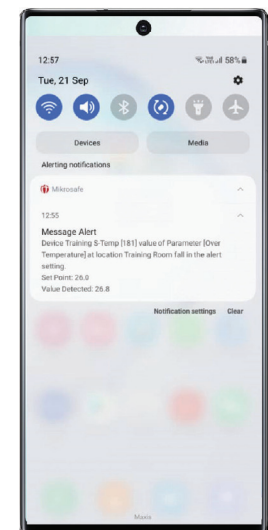 12:57
58%
Tue, 21 Sep
Devices
Media
Alerting notifications
Mikrosafe
12:55
Message Alert
Device Training S-Temp [181] value of Parameter [Over
Temperature] at location Training Room fall in the alert
setting.
Set Point: 26.0
Value Detected: 26.8
Notification settings
Clear
Maxis